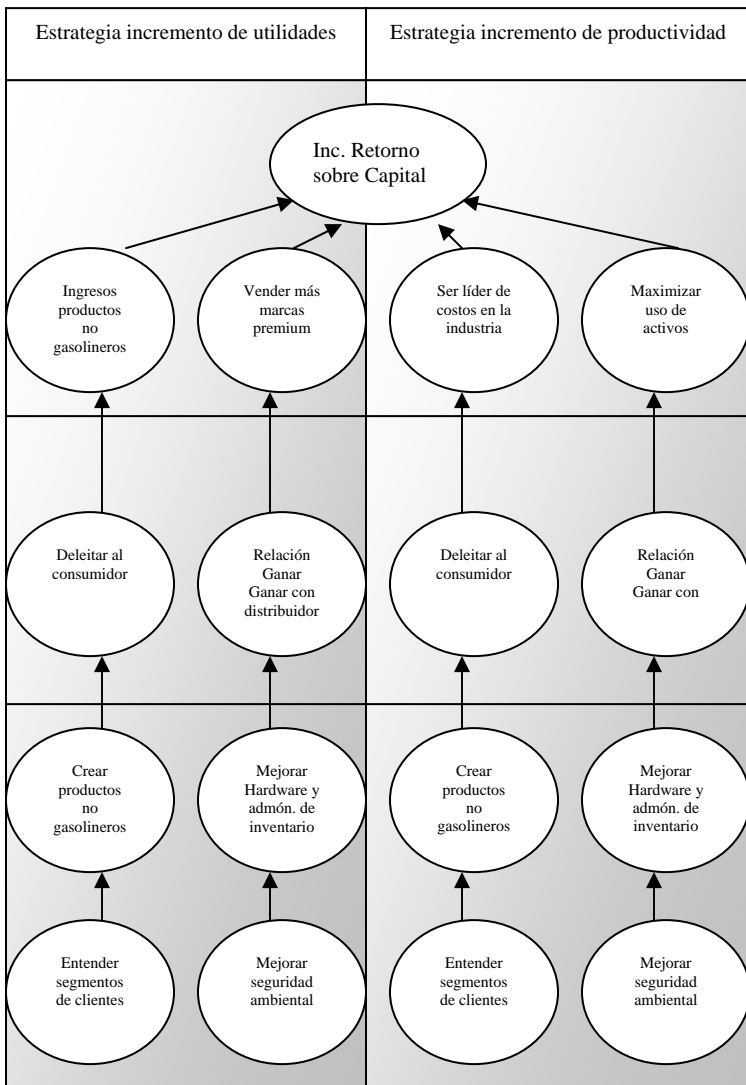 Estrategia incremento de utilidades
Estrategia incremento de productividad
Inc. Retorno
sobre Capital
Ingresos
productos
no
gasolineros
Vender más
marcas
premium
Ser líder de
costos en la
industria
Maximizar
uso de
activos
Deleitar al
consumidor
Relación
Ganar
Ganar con
distribuidor
Deleitar al
consumidor
Relación
Ganar
Ganar con
Crear
productos
no
gasolineros
Mejorar
Hardware y
admón. de
inventario
Crear
productos
no
gasolineros
Mejorar
Hardware y
admón. de
inventario
Entender
segmentos
de clientes
Mejorar
seguridad
ambiental
Entender
segmentos
de clientes
Mejorar
seguridad
ambiental